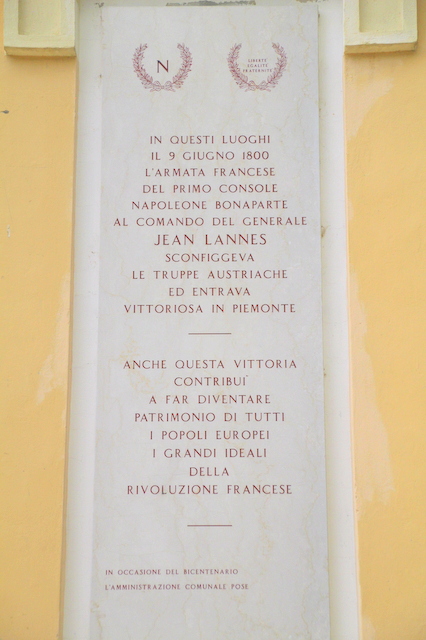 N
LIBERTÉ
EGALITÉ
FRATERNITÉ
IN QUESTI LUOGHI
IL 9 GIUGNO 1800
L'ARMATA FRANCESE
DEL PRIMO CONSOLE
NAPOLEONE BONAPARTE
AL COMANDO DEL GENERALE
JEAN LANNES
SCONFIGGEVA
LE TRUPPE AUSTRIACHE
ED ENTRAVA
VITTORIOSA IN PIEMONTE
ANCHE QUESTA VITTORIA
CONTRIBUI'
A FAR DIVENTARE
PATRIMONIO DI TUTTI
I POPOLI EUROPEI
I GRANDI IDEALI
DELLA
RIVOLUZIONE FRANCESE
IN OCCASIONE DEL BICENTENARIO
L'AMMINISTRAZIONE COMUNALE POSE